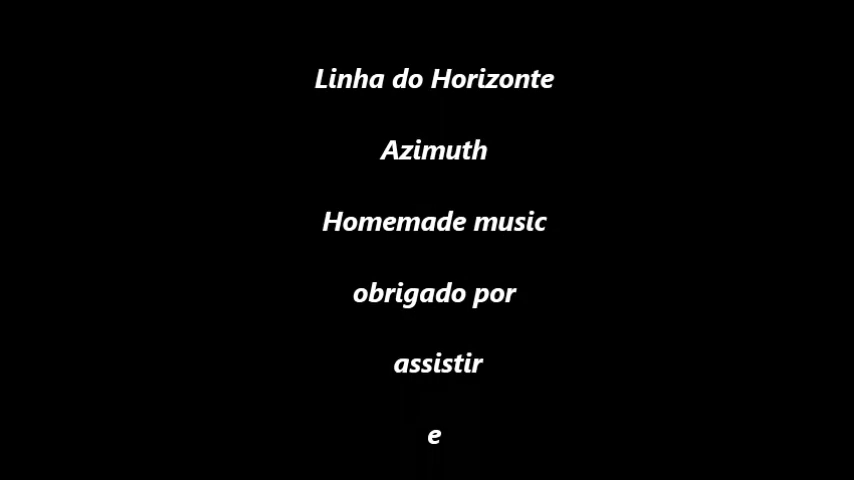 Linha do Horizonte
Azimuth
Homemade music
obrigado por
assistir
e